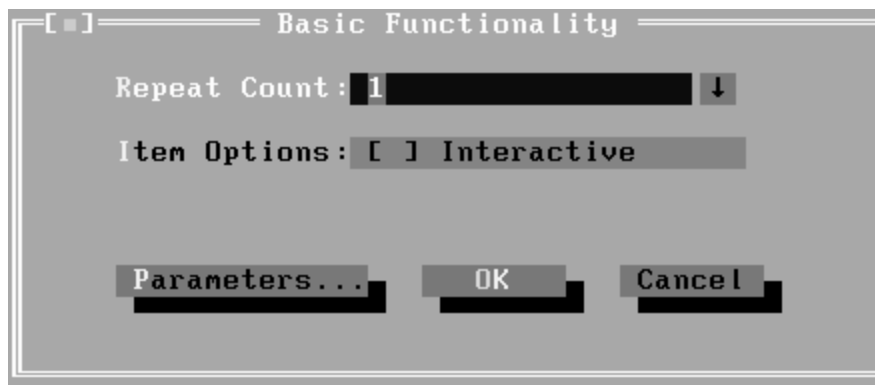 [■] Basic Functionality
Repeat Count: 1 ↓
Item Options: [ ] Interactive
Parameters... OK Cancel